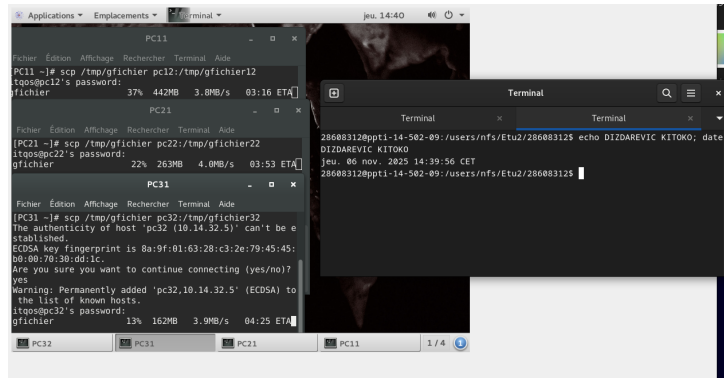 Applications Emplacements Terminal jeu. 14:40
PC11
Fichier Édition Affichage Rechercher Terminal Aide
[PC11 ~]# scp /tmp/gfichier pc12:/tmp/gfichier12
itqos@pc12's password:
gfichier 37% 442MB 3.8MB/s 03:16 ETA
PC21
Fichier Édition Affichage Rechercher Terminal Aide
[PC21 ~]# scp /tmp/gfichier pc22:/tmp/gfichier22
itqos@pc22's password:
gfichier 22% 263MB 4.0MB/s 03:53 ETA
PC31
Fichier Édition Affichage Rechercher Terminal Aide
[PC31 ~]# scp /tmp/gfichier pc32:/tmp/gfichier32
The authenticity of host 'pc32 (10.14.32.5)' can't be e
stablished.
ECDSA key fingerprint is 8a:9f:01:63:28:c3:2e:79:45:45:
b0:00:70:30:dd:1c.
Are you sure you want to continue connecting (yes/no)?
yes
Warning: Permanently added 'pc32,10.14.32.5' (ECDSA) to
the list of known hosts.
itqos@pc32's password:
gfichier 13% 162MB 3.9MB/s 04:25 ETA
PC32 PC31 PC21 PC11 1 / 4 1
Terminal
Terminal Terminal
28608312@ppti-14-502-09:/users/nfs/Etu2/28608312$ echo DIZDAREVIC KITOKO; date
DIZDAREVIC KITOKO
jeu. 06 nov. 2025 14:39:56 CET
28608312@ppti-14-502-09:/users/nfs/Etu2/28608312$